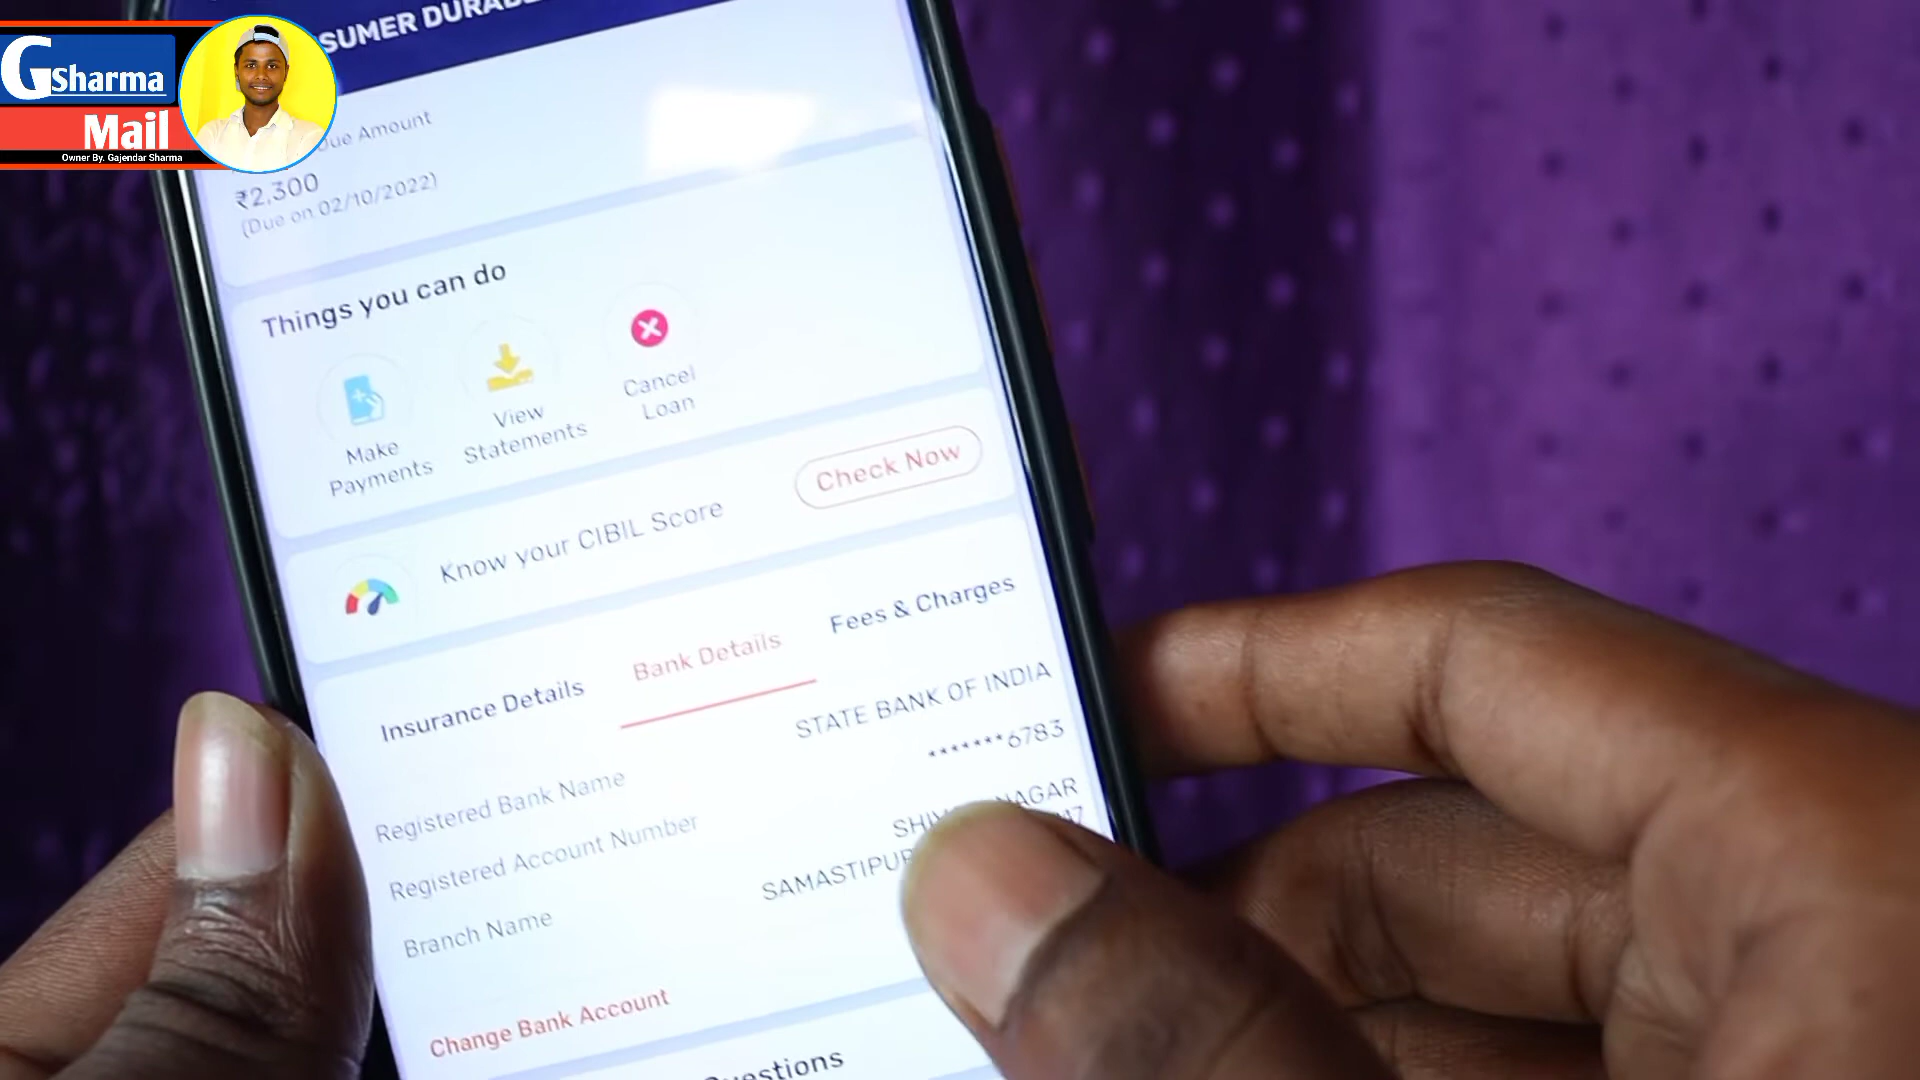 GSharma
Mail
Owner By. Gajendar Sharma
SUMER
Due Amount
₹2,300
(Due on 02/10/2022)
Things you can do
Make
Payments
View
Statements
Cancel
Loan
Know your CIBIL Score
Check Now
Insurance Details
Bank Details
Fees & Charges
Registered Bank Name
STATE BANK OF INDIA
Registered Account Number
*******6783
Branch Name
NAGAR
SAMASTIPUR
Change Bank Account